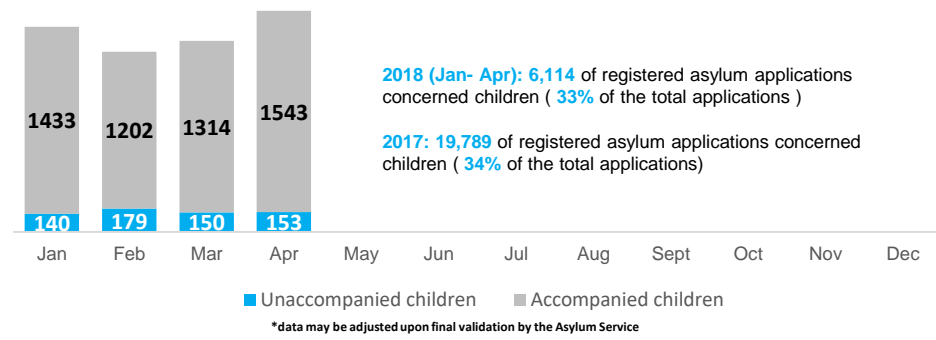 1433 1202 1314 1543
140 179 150 153
2018 (Jan- Apr): 6,114 of registered asylum applications
concerned children ( 33% of the total applications )
2017: 19,789 of registered asylum applications concerned
children ( 34% of the total applications)
Jan Feb Mar Apr May Jun Jul Aug Sept Oct Nov Dec
Unaccompanied children Accompanied children
*data may be adjusted upon final validation by the Asylum Service